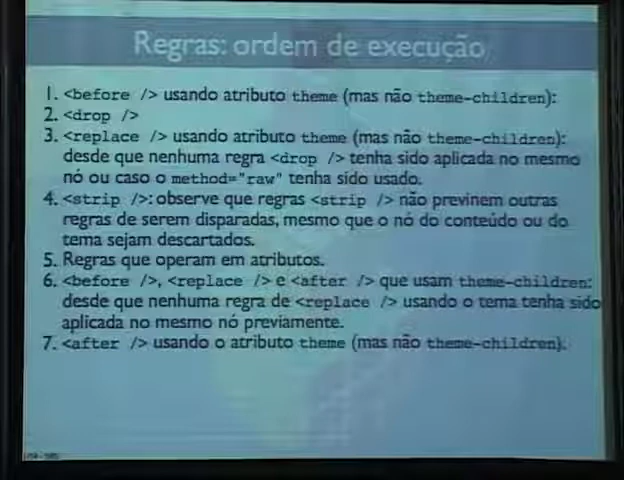 Regras: ordem de execução
1. <before /> usando atributo theme (mas não theme-children):
2. <drop />
3. <replace /> usando atributo theme (mas não theme-children):
desde que nenhuma regra <drop /> tenha sido aplicada no mesmo
nó ou caso o method="raw" tenha sido usado.
4. <strip />: observe que regras <strip /> não previnem outras
regras de serem disparadas, mesmo que o nó do conteúdo ou do
tema sejam descartados.
5. Regras que operam em atributos.
6. <before />, <replace /> e <after /> que usam theme-children:
desde que nenhuma regra de <replace /> usando o tema tenha sido
aplicada no mesmo nó previamente.
7. <after /> usando o atributo theme (mas não theme-children).